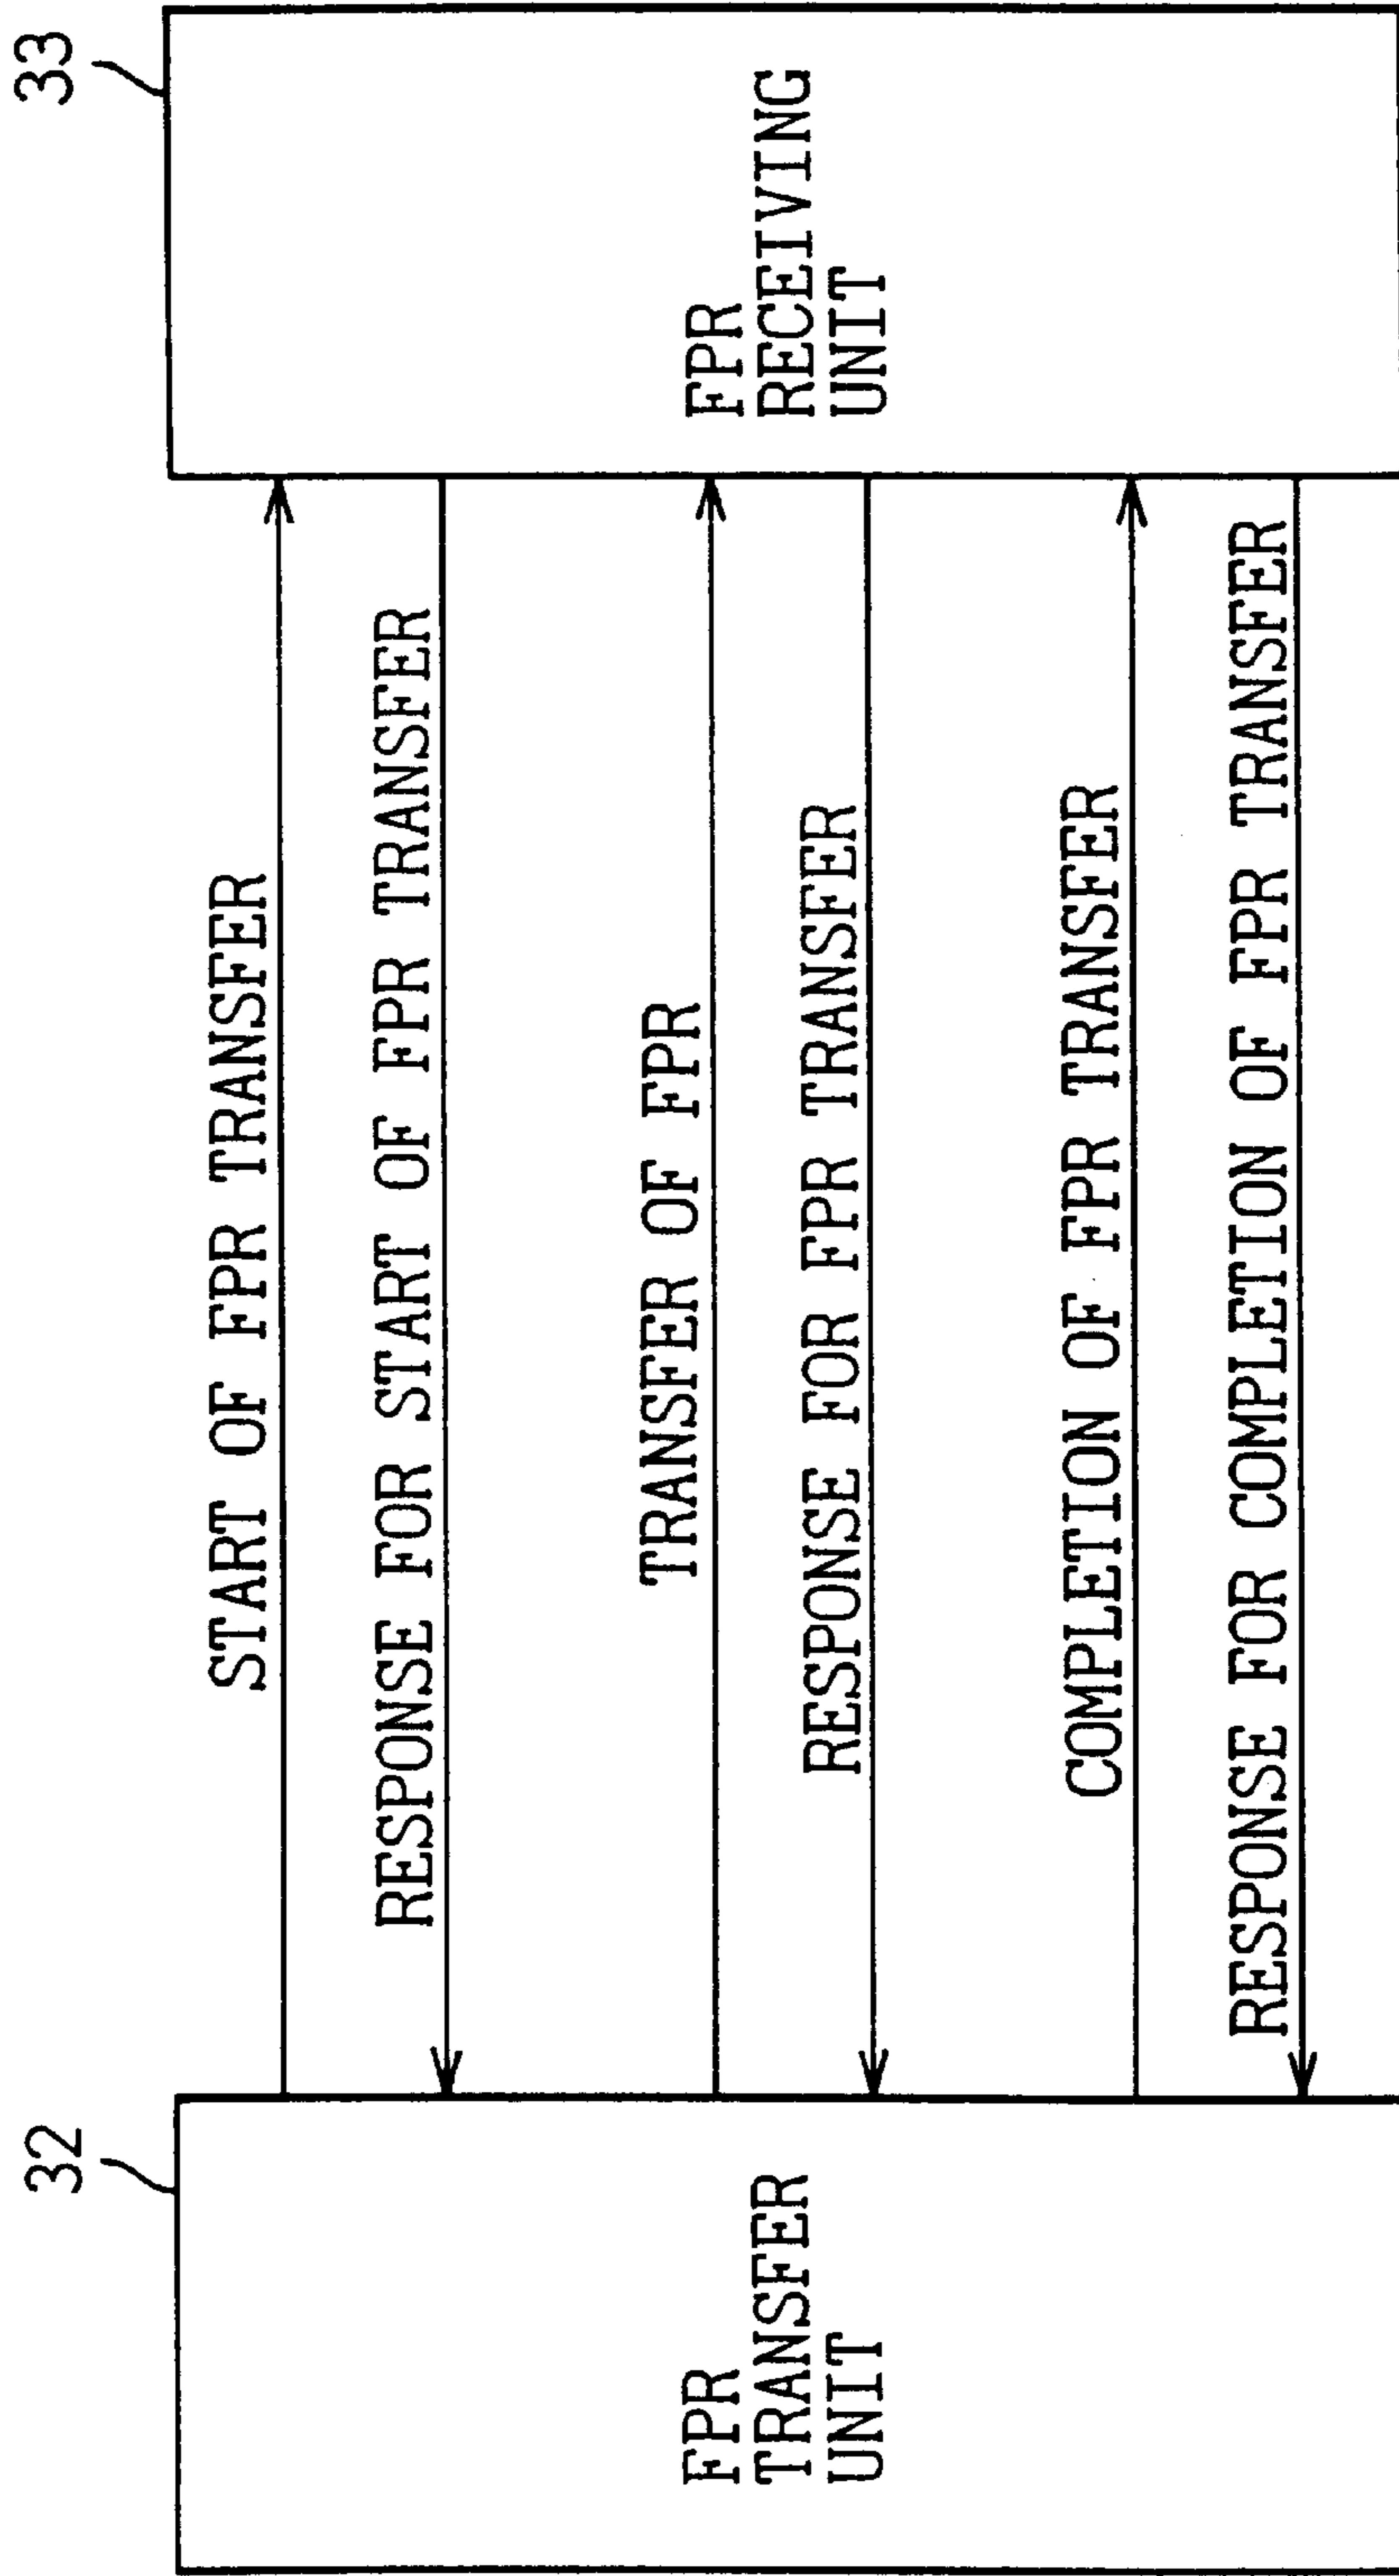 32
33
FPR
TRANSFER
UNIT
START OF FPR TRANSFER
RESPONSE FOR START OF FPR TRANSFER
TRANSFER OF FPR
RESPONSE FOR FPR TRANSFER
COMPLETION OF FPR TRANSFER
RESPONSE FOR COMPLETION OF FPR TRANSFER
FPR
RECEIVING
UNIT